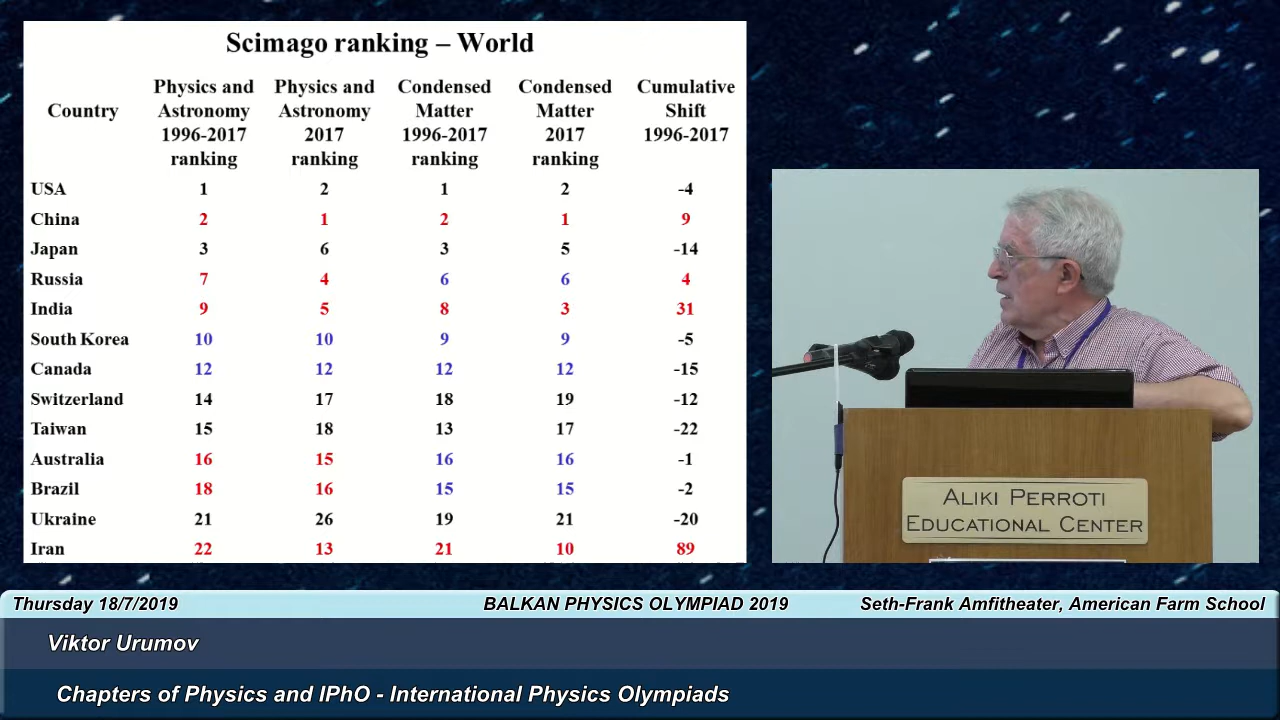 Scimago ranking – World
Country
Physics and Astronomy 1996-2017 ranking
Physics and Astronomy 2017 ranking
Condensed Matter 1996-2017 ranking
Condensed Matter 2017 ranking
Cumulative Shift 1996-2017
USA 1 2 1 2 -4
China 2 1 2 1 9
Japan 3 6 3 5 -14
Russia 7 4 6 6 4
India 9 5 8 3 31
South Korea 10 10 9 9 -5
Canada 12 12 12 12 -15
Switzerland 14 17 18 19 -12
Taiwan 15 18 13 17 -22
Australia 16 15 16 16 -1
Brazil 18 16 15 15 -2
Ukraine 21 26 19 21 -20
Iran 22 13 21 10 89
ALIKI PERROTI
EDUCATIONAL CENTER
Thursday 18/7/2019
BALKAN PHYSICS OLYMPIAD 2019
Seth-Frank Amfitheater, American Farm School
Viktor Urumov
Chapters of Physics and IPhO - International Physics Olympiads